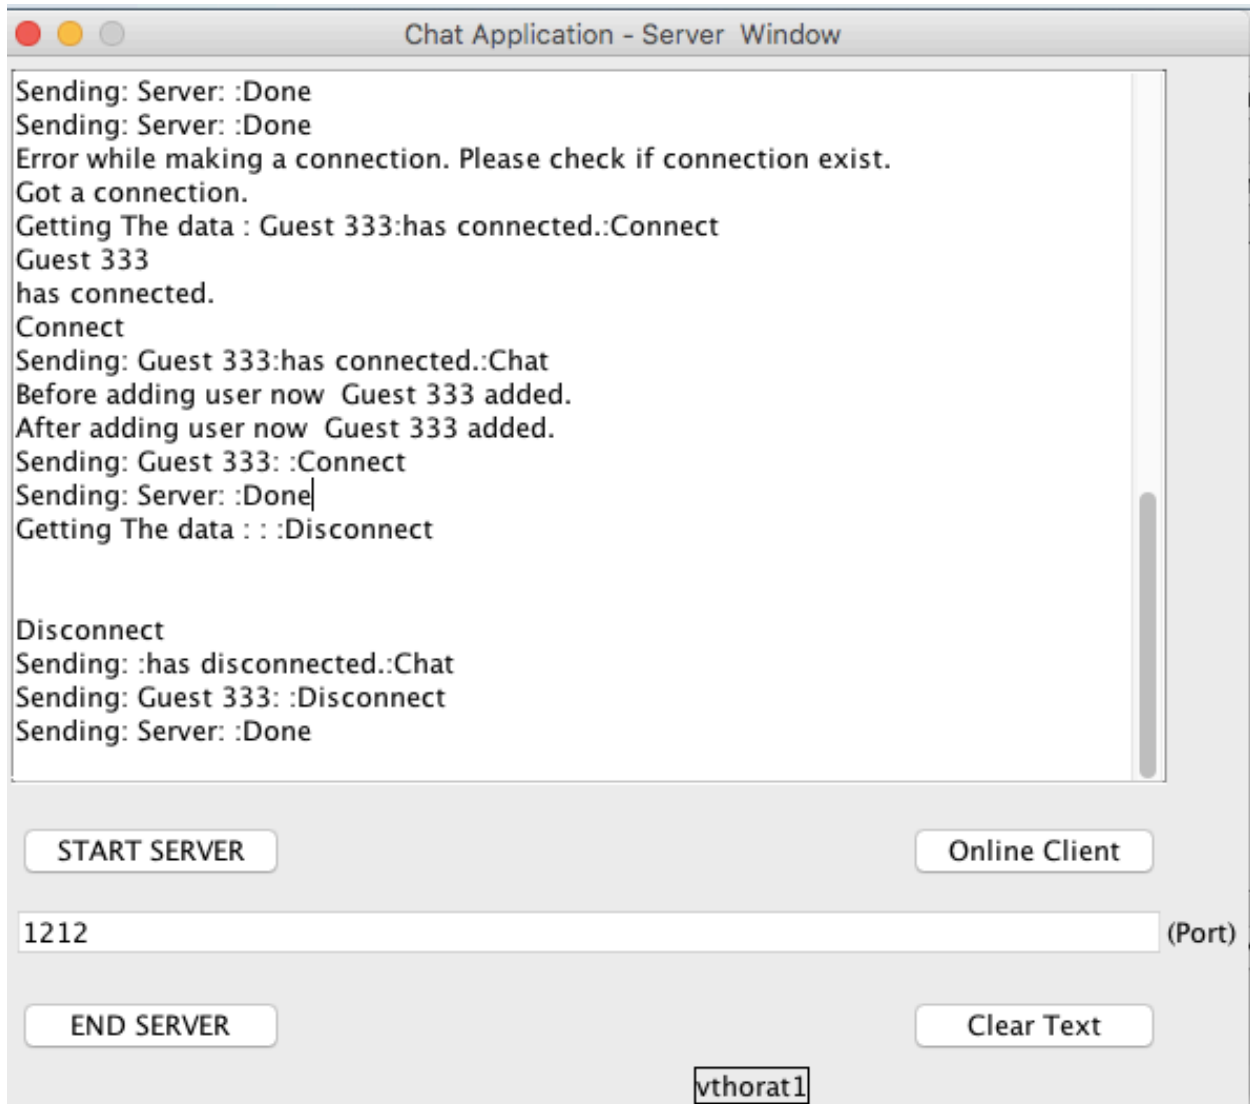 Chat Application - Server  Window
Sending: Server: :Done
Sending: Server: :Done
Error while making a connection. Please check if connection exist.
Got a connection.
Getting The data : Guest 333:has connected.:Connect
Guest 333
has connected.
Connect
Sending: Guest 333:has connected.:Chat
Before adding user now  Guest 333 added.
After adding user now  Guest 333 added.
Sending: Guest 333: :Connect
Sending: Server: :Done
Getting The data : : :Disconnect
Disconnect
Sending: :has disconnected.:Chat
Sending: Guest 333: :Disconnect
Sending: Server: :Done
START SERVER Online Client
1212 (Port)
END SERVER Clear Text
vthorat1